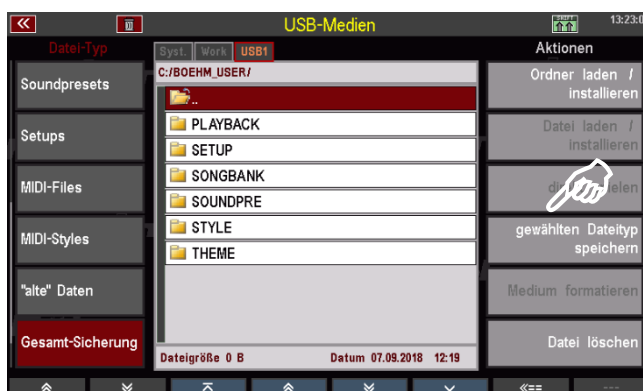 USB-Medien
13:23:0
Datei-Typ
Syst. Work USB1
Aktionen
C:/BOEHM_USER/
..
PLAYBACK
SETUP
SONGBANK
SOUNDPRE
STYLE
THEME
Dateigröße 0 B Datum 07.09.2018 12:19
Soundpresets
Setups
MIDI-Files
MIDI-Styles
"alte" Daten
Gesamt-Sicherung
Ordner laden /
installieren
Datei laden /
installieren
gewählten Dateityp
speichern
Medium formatieren
Datei löschen